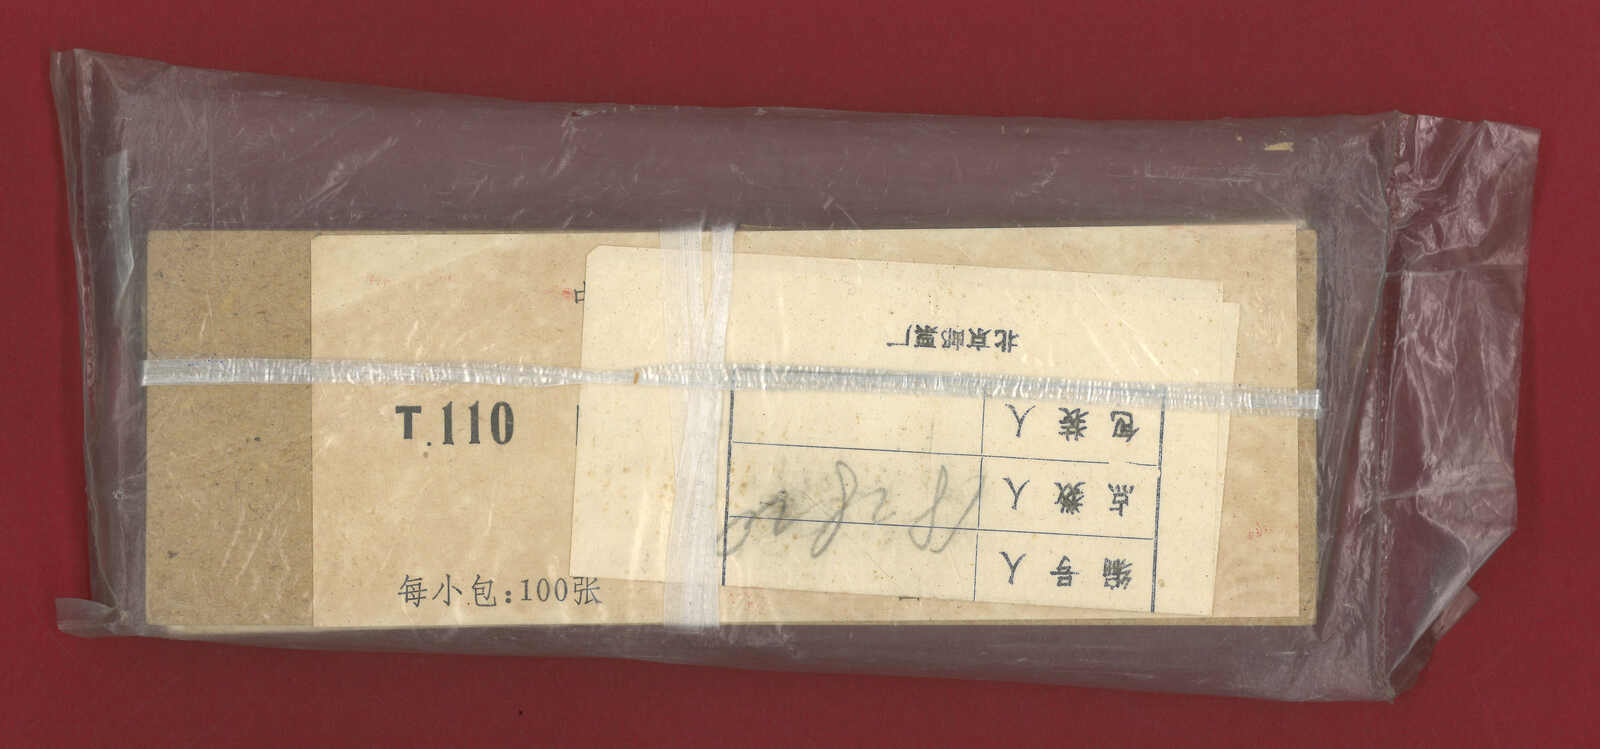 中
T.110
每小包:100张
北京邮票厂
包装人
点数人
编号人